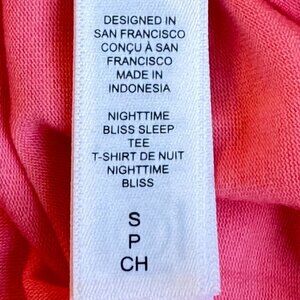 DESIGNED IN
SAN FRANCISCO
CONÇU À SAN
FRANCISCO
MADE IN
INDONESIA
NIGHTTIME
BLISS SLEEP
TEE
T-SHIRT DE NUIT
NIGHTTIME
BLISS
S
P
CH